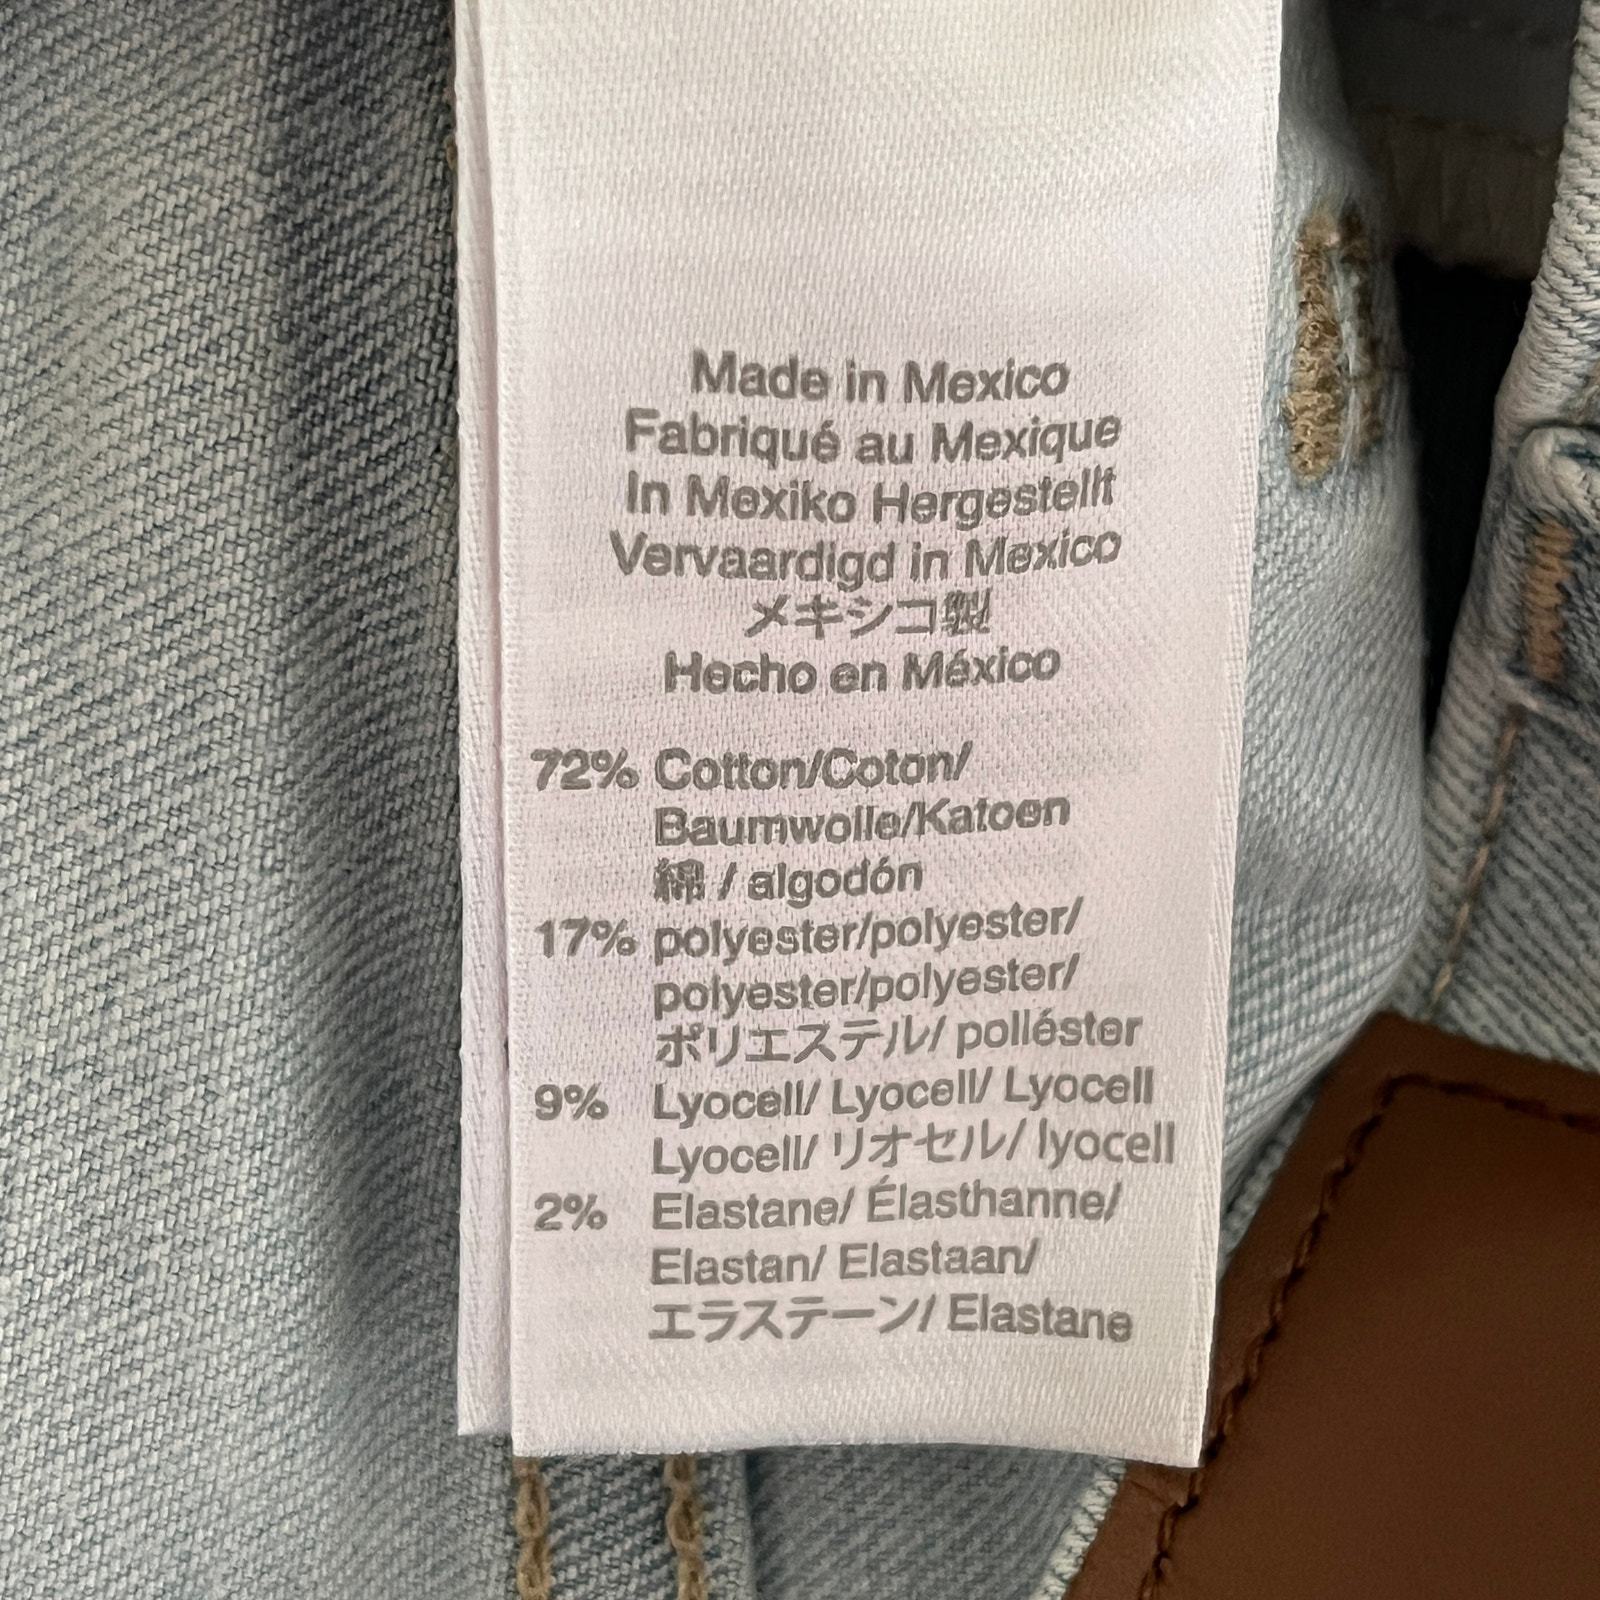 Made in Mexico
Fabriqué au Mexique
In Mexiko Hergestellt
Vervaardigd in Mexico
メキシコ製
Hecho en México
72% Cotton/Coton/
Baumwolle/Katoen
綿 / algodón
17% polyester/polyester/
polyester/polyester/
ポリエステル/ poliéster
9% Lyocell/ Lyocell/ Lyocell
Lyocell/ リオセル/ lyocell
2% Elastane/ Élasthanne/
Elastan/ Elastaan/
エラステーン/ Elastane